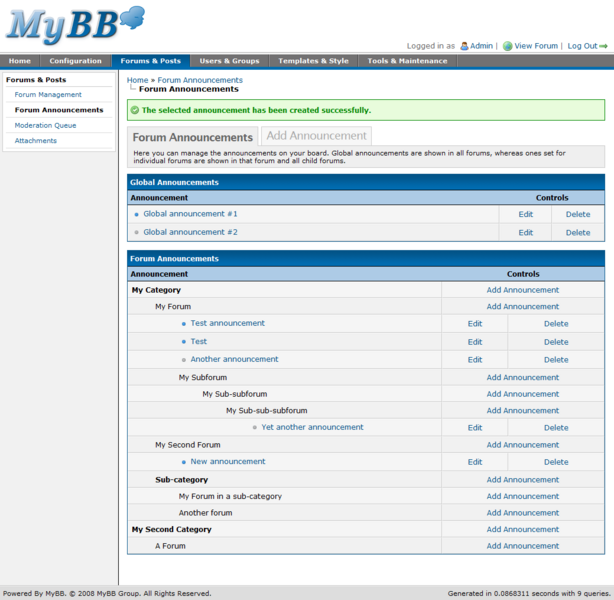 MyBB
Logged in as Admin | View Forum | Log Out
Home Configuration Forums & Posts Users & Groups Templates & Style Tools & Maintenance
Forums & Posts
Forum Management
Forum Announcements
Moderation Queue
Attachments
Home » Forum Announcements
Forum Announcements
The selected announcement has been created successfully.
Forum Announcements Add Announcement
Here you can manage the announcements on your board. Global announcements are shown in all forums, whereas ones set for
individual forums are shown in that forum and all child forums.
Global Announcements
Announcement Controls
Global announcement #1 Edit Delete
Global announcement #2 Edit Delete
Forum Announcements
Announcement Controls
My Category Add Announcement
My Forum Add Announcement
Test announcement Edit Delete
Test Edit Delete
Another announcement Edit Delete
My Subforum Add Announcement
My Sub-subforum Add Announcement
My Sub-sub-subforum Add Announcement
Yet another announcement Edit Delete
My Second Forum Add Announcement
New announcement Edit Delete
Sub-category Add Announcement
My Forum in a sub-category Add Announcement
Another forum Add Announcement
My Second Category Add Announcement
A Forum Add Announcement
Powered By MyBB. © 2008 MyBB Group. All Rights Reserved. Generated in 0.0868311 seconds with 9 queries.